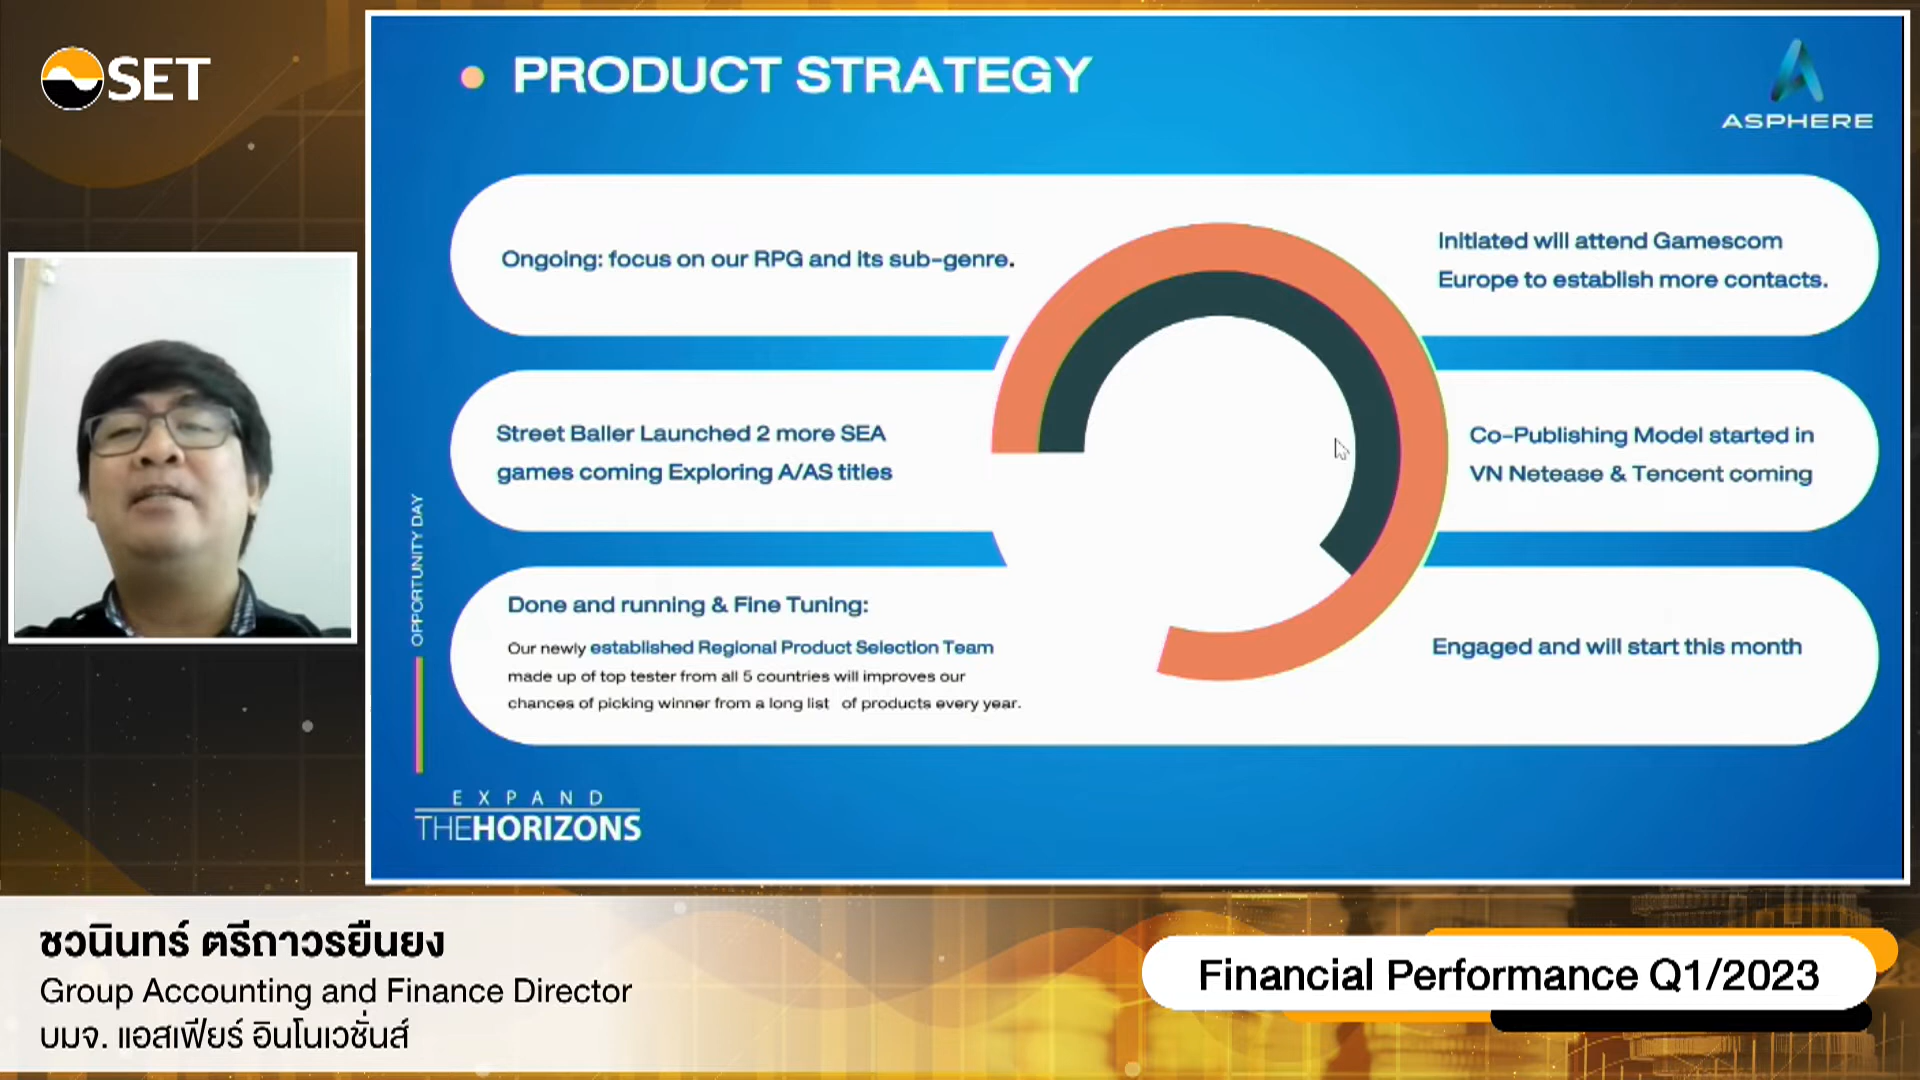 SET
PRODUCT STRATEGY
ASPHERE
Ongoing: focus on our RPG and its sub-genre.
Initiated will attend Gamescom
Europe to establish more contacts.
Street Baller Launched 2 more SEA
games coming Exploring A/AS titles
Co-Publishing Model started in
VN Netease & Tencent coming
Done and running & Fine Tuning:
Our newly established Regional Product Selection Team
made up of top tester from all 5 countries will improves our
chances of picking winner from a long list of products every year.
Engaged and will start this month
OPPORTUNITY DAY
EXPAND
THEHORIZONS
ชวนินทร์ ตรีถาวรยืนยง
Group Accounting and Finance Director
บมจ. แอสเฟียร์ อินโนเวชั่นส์
Financial Performance Q1/2023